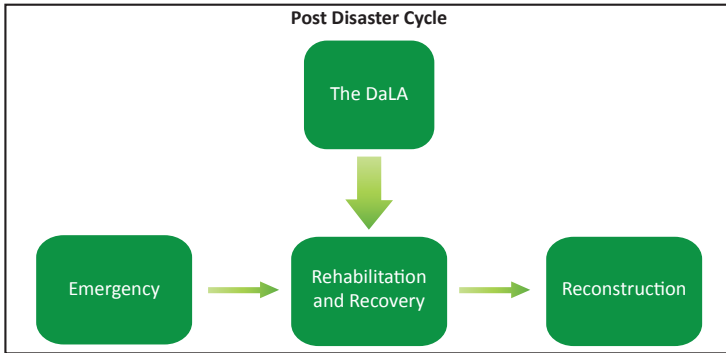 Post Disaster Cycle
The DaLA
Emergency
Rehabilitation
and Recovery
Reconstruction